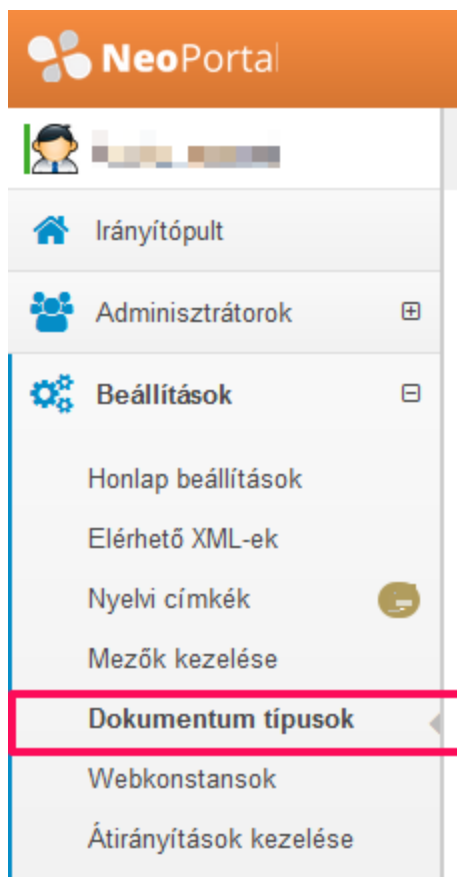 NeoPortal
Irányítópult
Adminisztrátorok
Beállítások
Honlap beállítások
Elérhető XML-ek
Nyelvi címkék
Mezők kezelése
Dokumentum típusok
Webkonstansok
Átirányítások kezelése